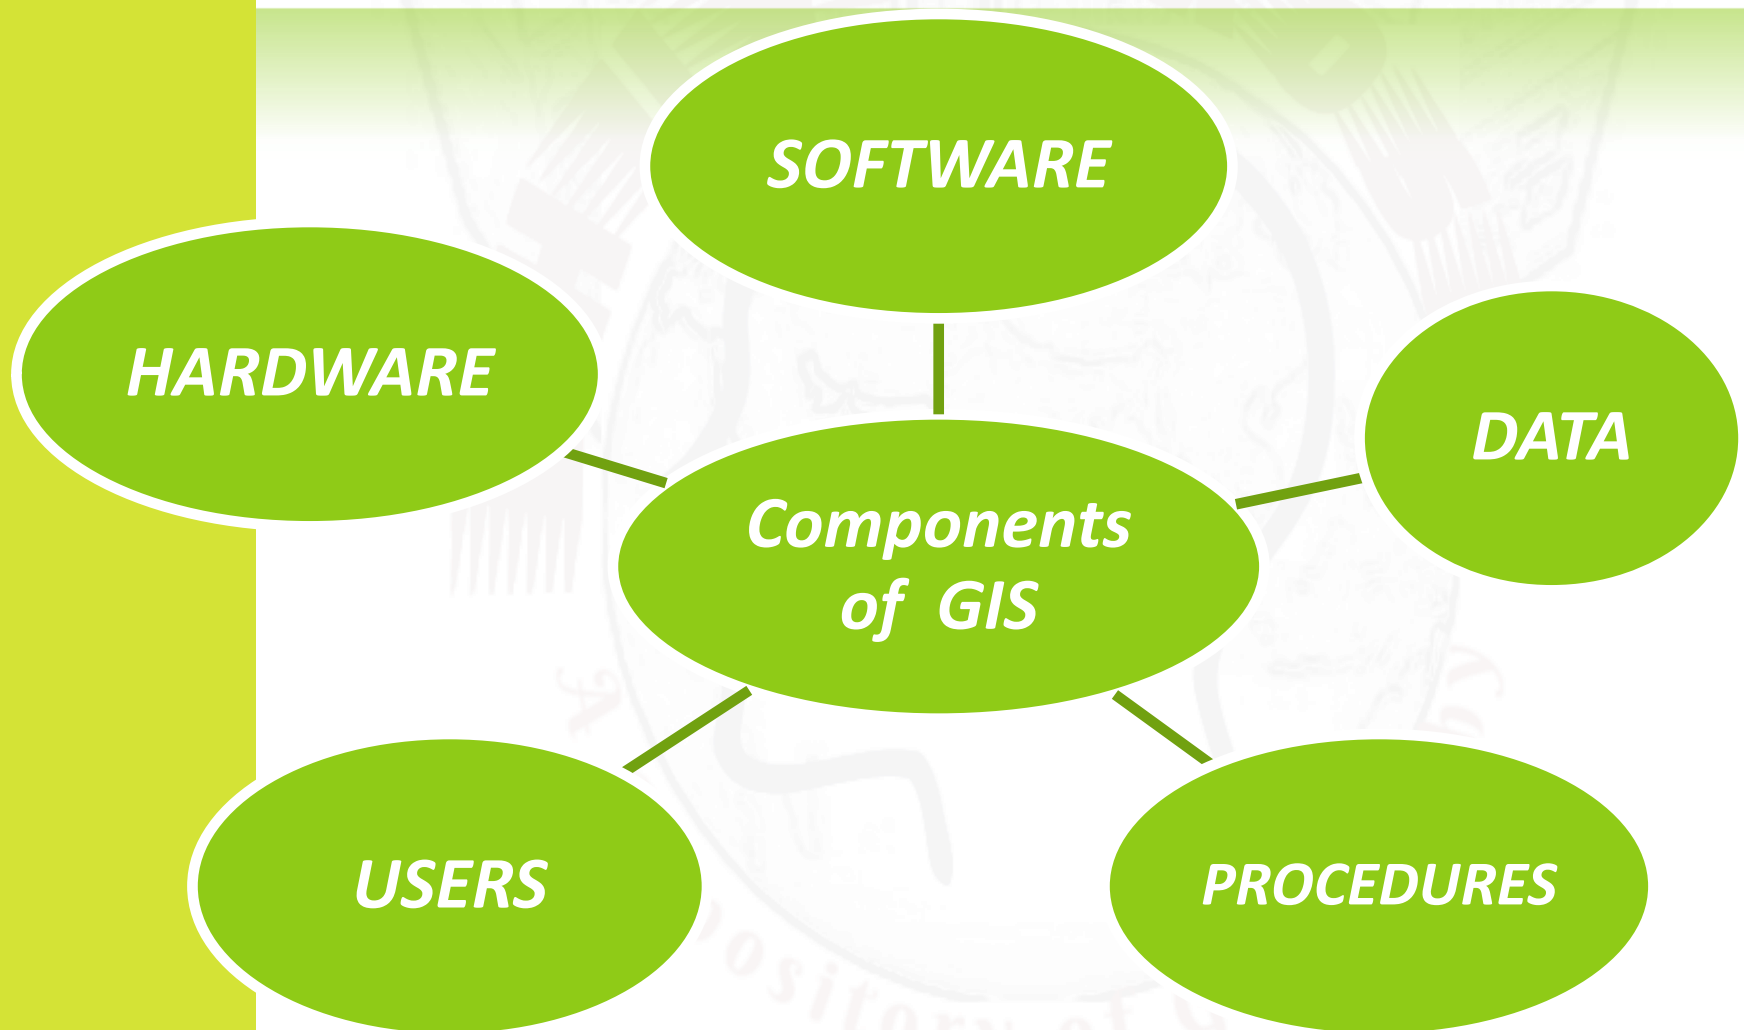 SOFTWARE
HARDWARE
DATA
Components
of GIS
USERS
PROCEDURES